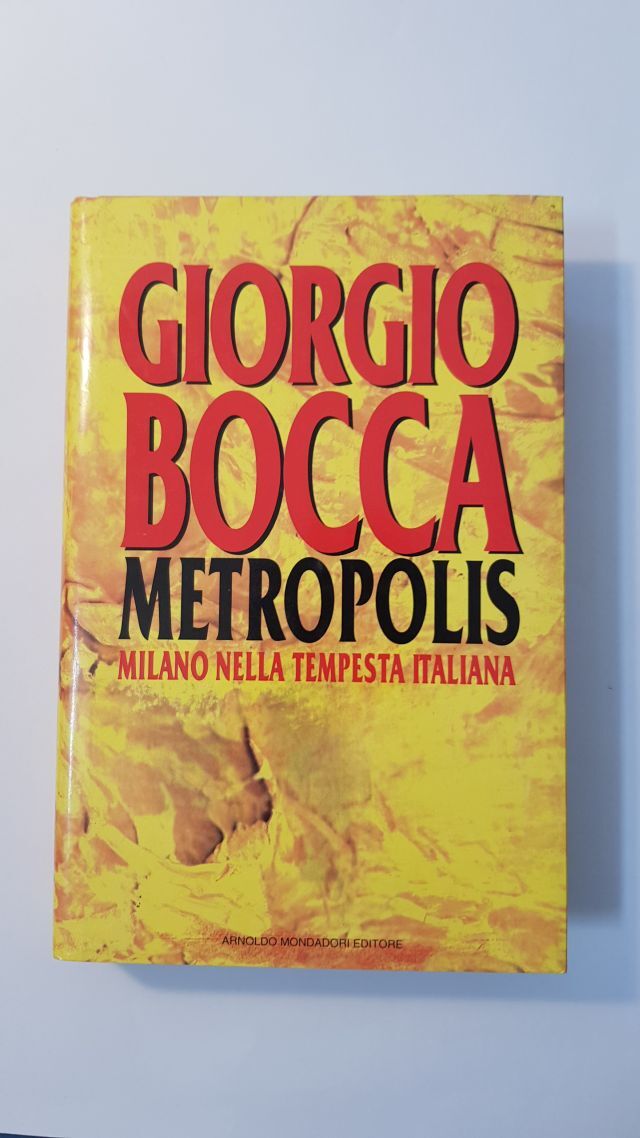 GIORGIO
BOCCA
METROPOLIS
MILANO NELLA TEMPESTA ITALIANA
ARNOLDO MONDADORI EDITORE